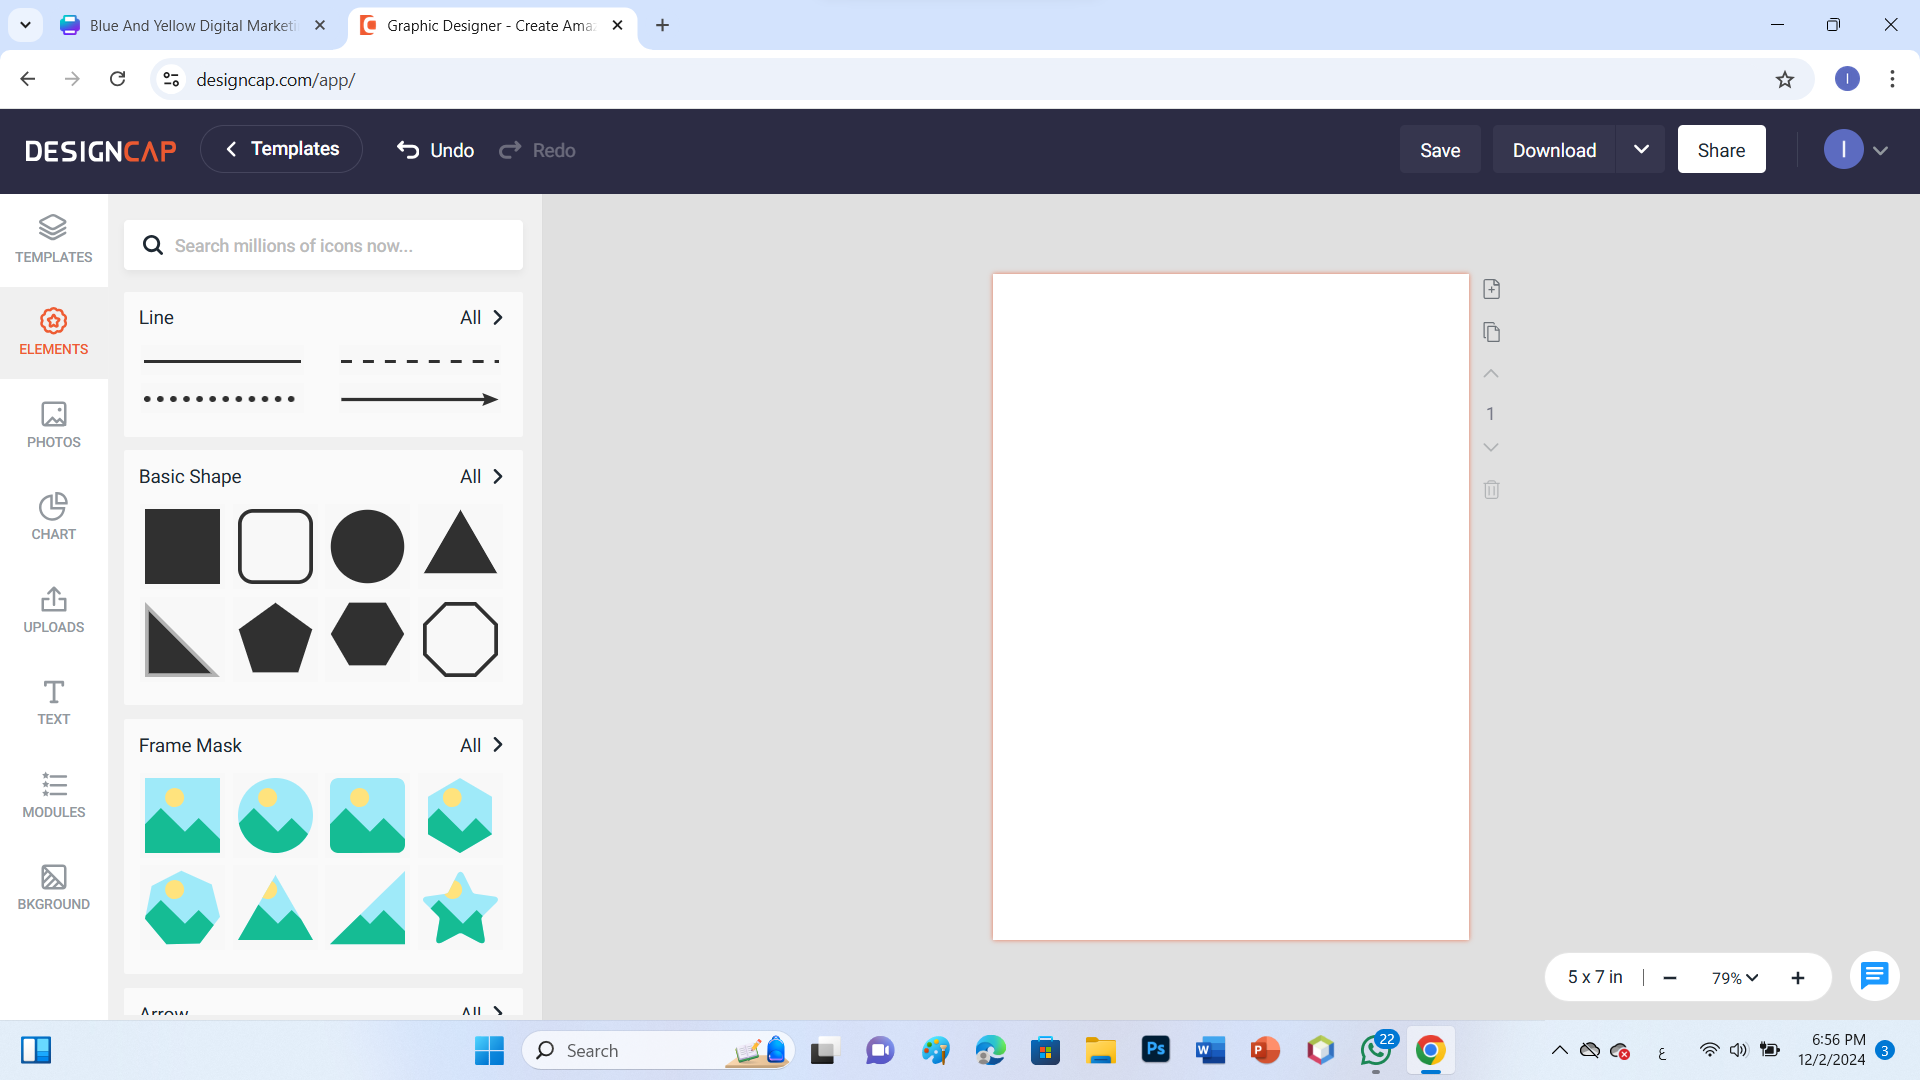 Blue And Yellow Digital Marketi
Graphic Designer - Create Ama
designcap.com/app/
I
DESIGNCAP
Templates
Undo
Redo
Save
Download
Share
I
TEMPLATES
ELEMENTS
PHOTOS
CHART
UPLOADS
TEXT
MODULES
BKGROUND
Search millions of icons now...
Line
All
Basic Shape
All
Frame Mask
All
Arrow
All
1
5 x 7 in
79%
Search
Ps
W
P
22
ع
6:56 PM
12/2/2024
3